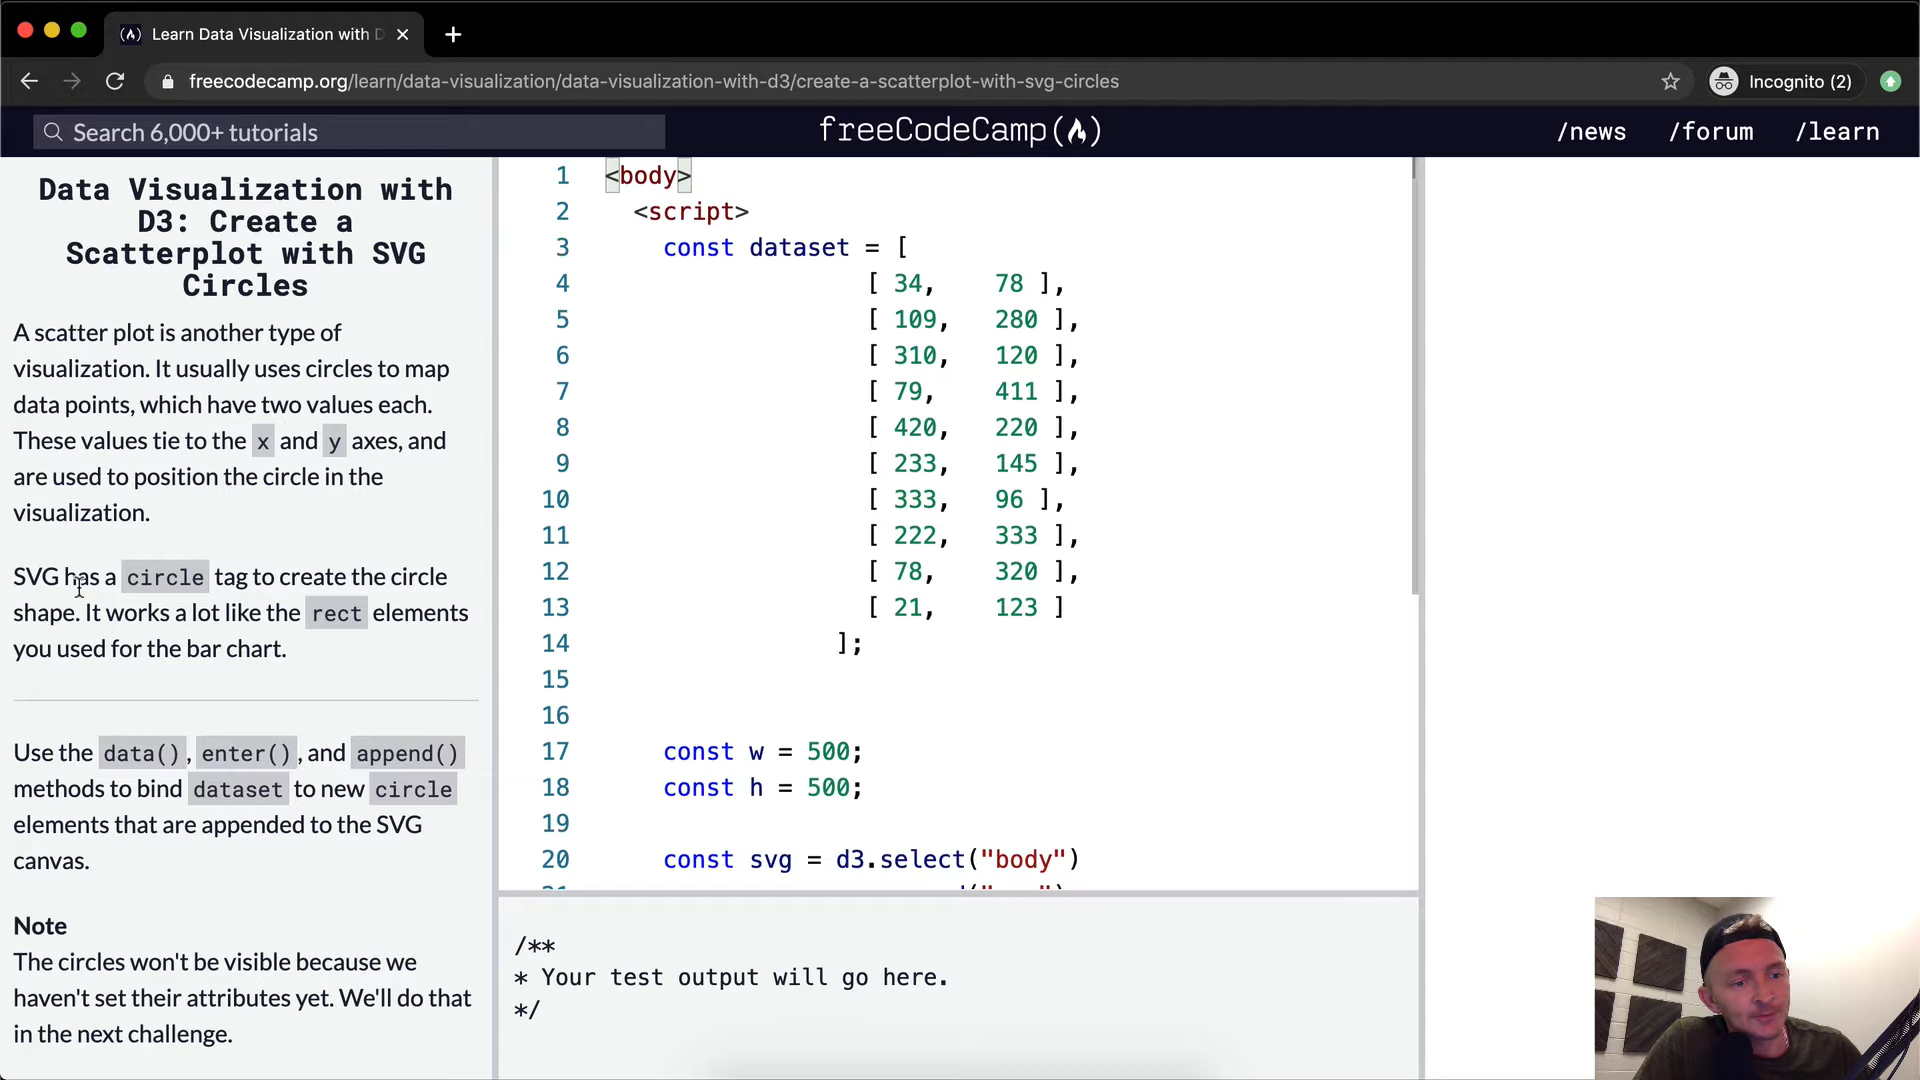 Learn Data Visualization with D
freecodecamp.org/learn/data-visualization/data-visualization-with-d3/create-a-scatterplot-with-svg-circles
Incognito (2)
Search 6,000+ tutorials
freeCodeCamp
/news
/forum
/learn
Data Visualization with
D3: Create a
Scatterplot with SVG
Circles
A scatter plot is another type of
visualization. It usually uses circles to map
data points, which have two values each.
These values tie to the x and y axes, and
are used to position the circle in the
visualization.
SVG has a circle tag to create the circle
shape. It works a lot like the rect elements
you used for the bar chart.
Use the data(), enter(), and append()
methods to bind dataset to new circle
elements that are appended to the SVG
canvas.
Note
The circles won't be visible because we
haven't set their attributes yet. We'll do that
in the next challenge.
1 <body>
2 <script>
3 const dataset = [
4 [ 34, 78 ],
5 [ 109, 280 ],
6 [ 310, 120 ],
7 [ 79, 411 ],
8 [ 420, 220 ],
9 [ 233, 145 ],
10 [ 333, 96 ],
11 [ 222, 333 ],
12 [ 78, 320 ],
13 [ 21, 123 ]
14 ];
15
16
17 const w = 500;
18 const h = 500;
19
20 const svg = d3.select("body")
/**
* Your test output will go here.
*/